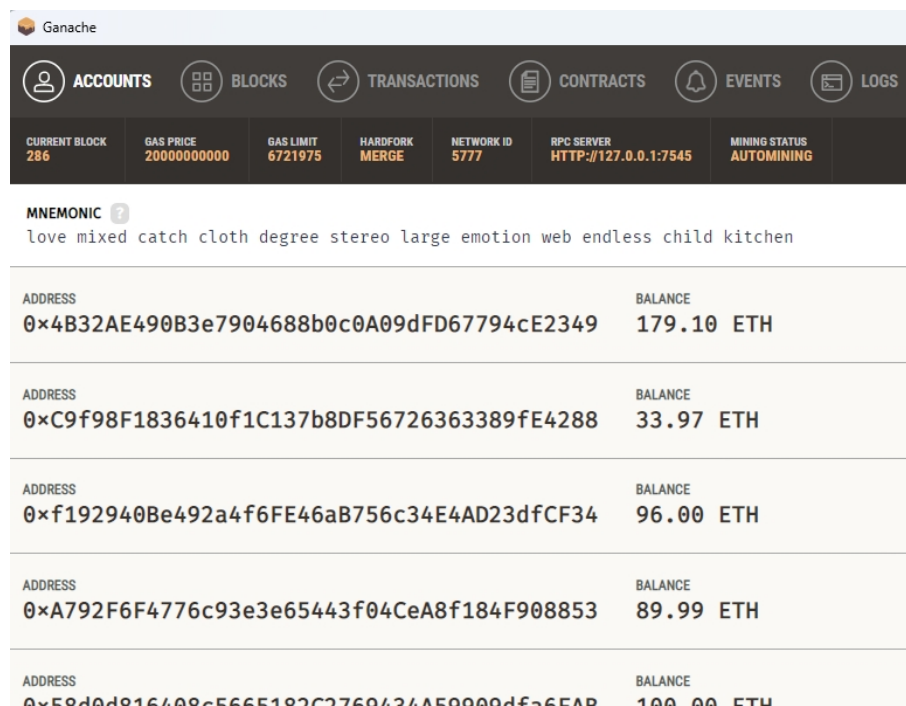 Ganache
ACCOUNTS BLOCKS TRANSACTIONS CONTRACTS EVENTS LOGS
CURRENT BLOCK GAS PRICE GAS LIMIT HARDFORK NETWORK ID RPC SERVER MINING STATUS
286 20000000000 6721975 MERGE 5777 HTTP://127.0.0.1:7545 AUTOMINING
MNEMONIC ?
love mixed catch cloth degree stereo large emotion web endless child kitchen
ADDRESS BALANCE
0×4B32AE490B3e7904688b0c0A09dFD67794cE2349 179.10 ETH
ADDRESS BALANCE
0×C9f98F1836410f1C137b8DF56726363389fE4288 33.97 ETH
ADDRESS BALANCE
0×f192940Be492a4f6FE46aB756c34E4AD23dfCF34 96.00 ETH
ADDRESS BALANCE
0×A792F6F4776c93e3e65443f04CeA8f184F908853 89.99 ETH
ADDRESS BALANCE
100.00 ETH